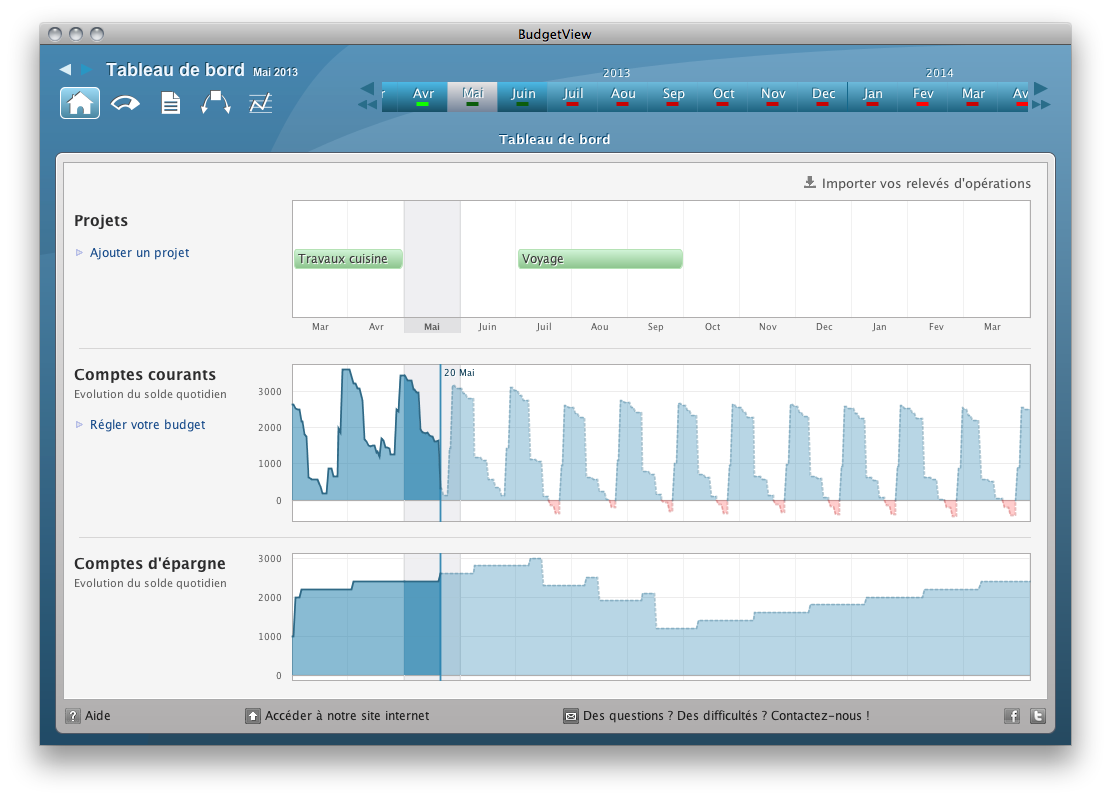 BudgetView
Tableau de bord Mai 2013
2013 2014
r Avr Mai Juin Juil Aou Sep Oct Nov Dec Jan Fev Mar Av
Tableau de bord
Importer vos relevés d'opérations
Projets
Ajouter un projet
Travaux cuisine Voyage
Mar Avr Mai Juin Juil Aou Sep Oct Nov Dec Jan Fev Mar
Comptes courants
Evolution du solde quotidien
Régler votre budget
20 Mai
3000
2000
1000
0
Comptes d'épargne
Evolution du solde quotidien
3000
2000
1000
0
? Aide
Accéder à notre site internet
Des questions ? Des difficultés ? Contactez-nous !
f t